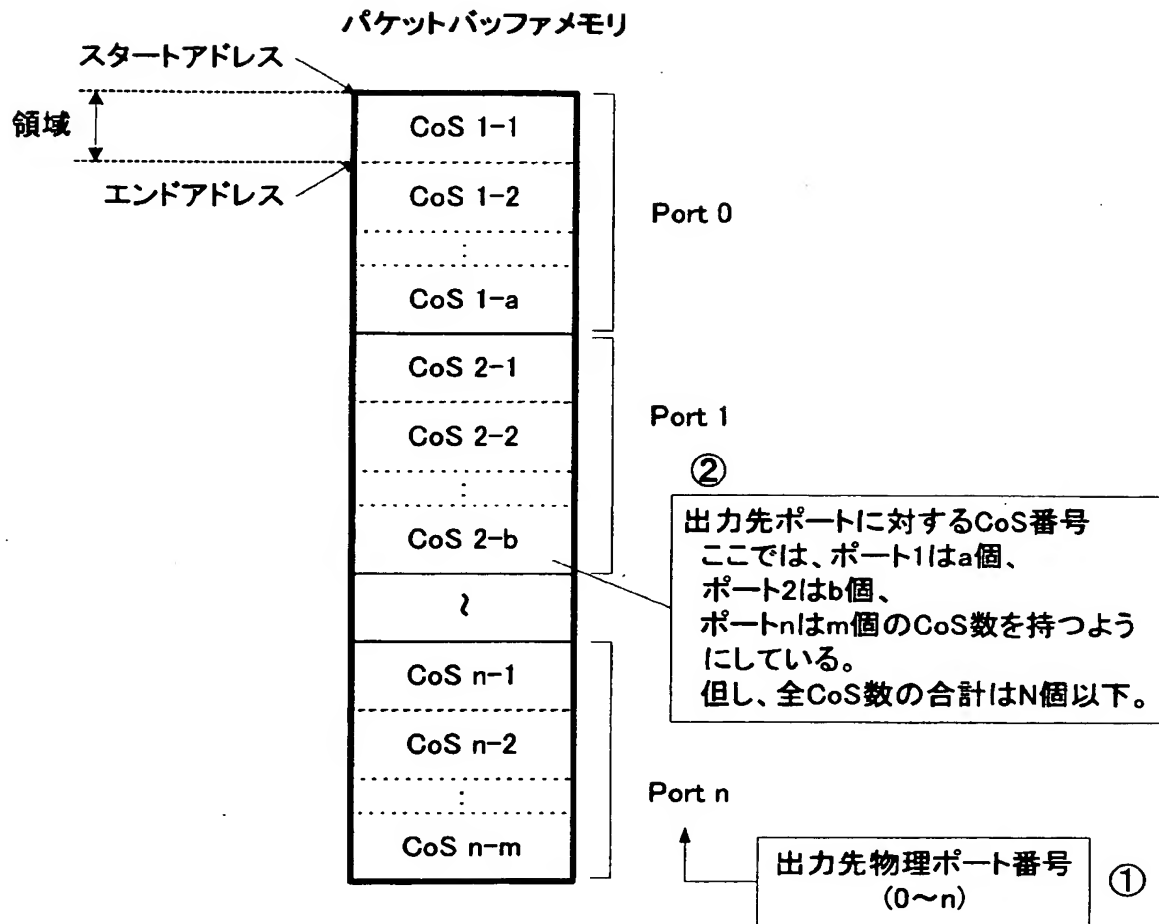 パケットバッファメモリ
スタートアドレス
領域
エンドアドレス
CoS 1-1
CoS 1-2
⋮
CoS 1-a
Port 0
CoS 2-1
CoS 2-2
⋮
CoS 2-b
Port 1
②
出力先ポートに対するCoS番号
ここでは、ポート1はa個、
ポート2はb個、
ポートnはm個のCoS数を持つよう
にしている。
但し、全CoS数の合計はN個以下。
~
CoS n-1
CoS n-2
⋮
CoS n-m
Port n
出力先物理ポート番号
(0～n)
①